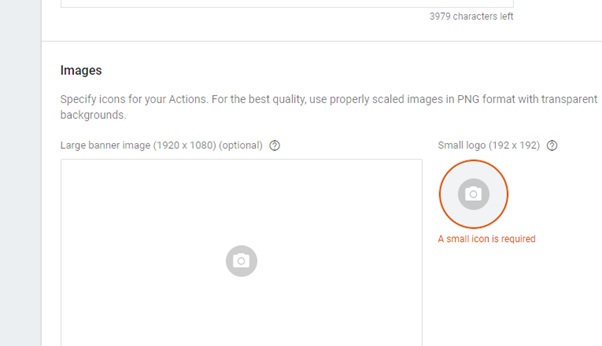 3979 characters left
Images
Specify icons for your Actions. For the best quality, use properly scaled images in PNG format with transparent
backgrounds.
Large banner image (1920 x 1080) (optional) ?
Small logo (192 x 192) ?
A small icon is required